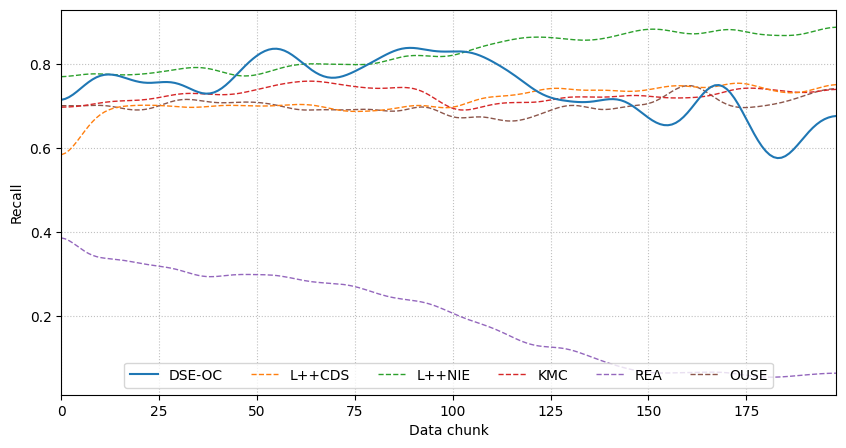 Recall
0.8
0.6
0.4
0.2
DSE-OC L++CDS L++NIE KMC REA OUSE
0 25 50 75 100 125 150 175
Data chunk